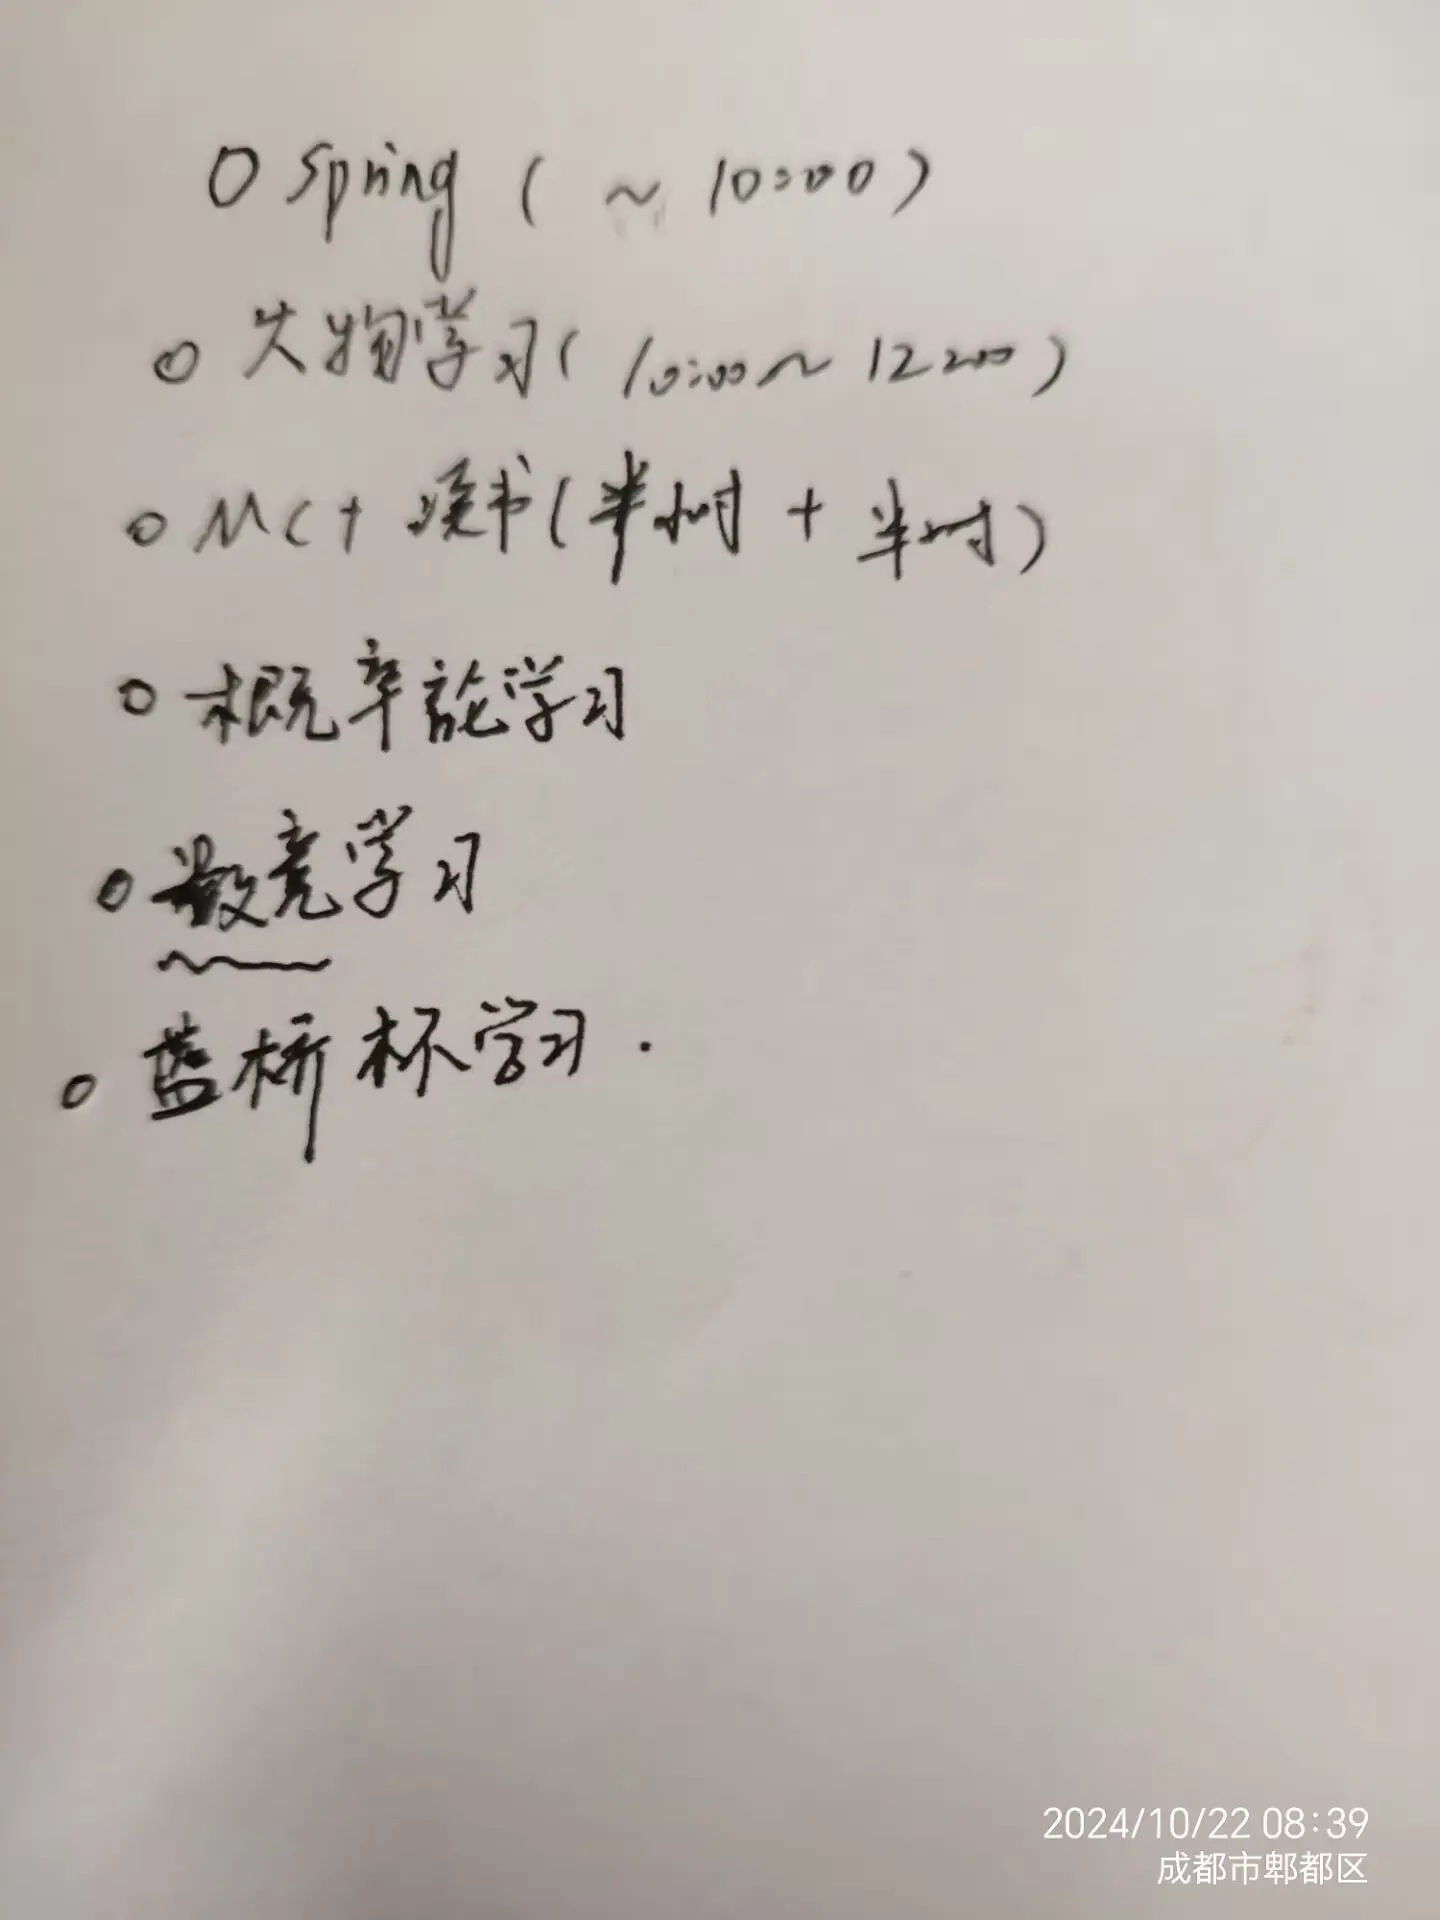 O Spring ( ~ 10:00 )
o 大物学习 ( 10:00 ~ 12:00 )
o MC + 读书 ( 半小时 + 半小时 )
o 概率论学习
o 数竞学习
o 蓝桥杯学习.
2024/10/22 08:39
成都市郫都区